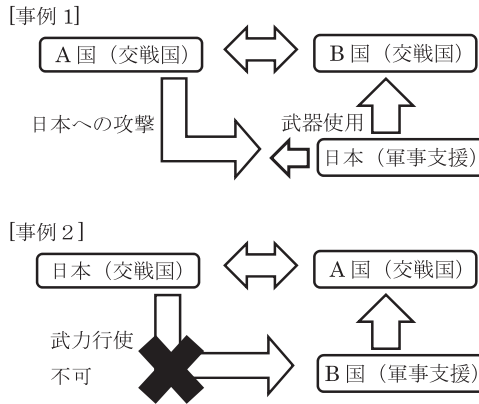 [事例 1]
A 国（交戦国）
B 国（交戦国）
日本への攻撃
武器使用
日本（軍事支援）
[事例 2]
日本（交戦国）
A 国（交戦国）
武力行使
不可
B 国（軍事支援）